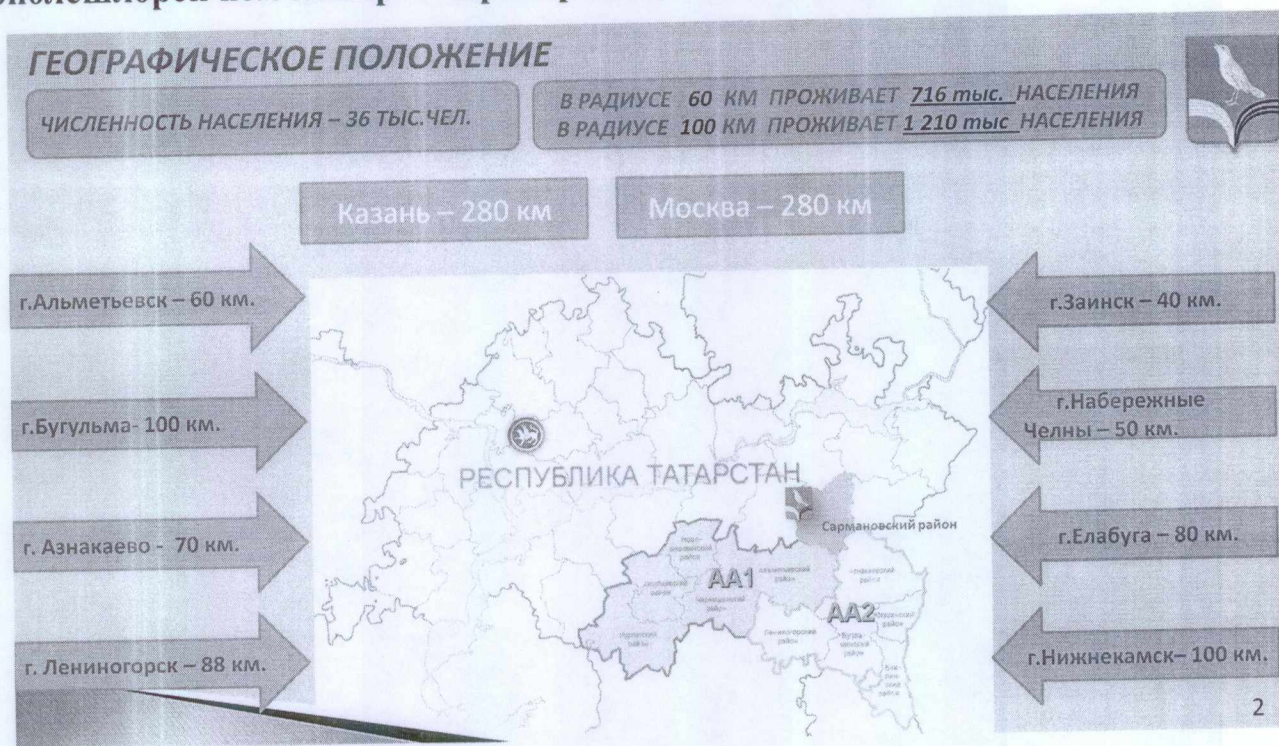 ГЕОГРАФИЧЕСКОЕ ПОЛОЖЕНИЕ
ЧИСЛЕННОСТЬ НАСЕЛЕНИЯ – 36 ТЫС.ЧЕЛ.
В РАДИУСЕ 60 КМ ПРОЖИВАЕТ 716 тыс. НАСЕЛЕНИЯ
В РАДИУСЕ 100 КМ ПРОЖИВАЕТ 1 210 тыс НАСЕЛЕНИЯ
Казань – 280 км
Москва – 280 км
г.Альметьевск – 60 км.
г.Бугульма- 100 км.
г. Азнакаево - 70 км.
г. Лениногорск – 88 км.
РЕСПУБЛИКА ТАТАРСТАН
Сармановский район
АА1
АА2
Лениногорский
район
г.Заинск – 40 км.
г.Набережные
Челны – 50 км.
г.Елабуга – 80 км.
г.Нижнекамск– 100 км.
2